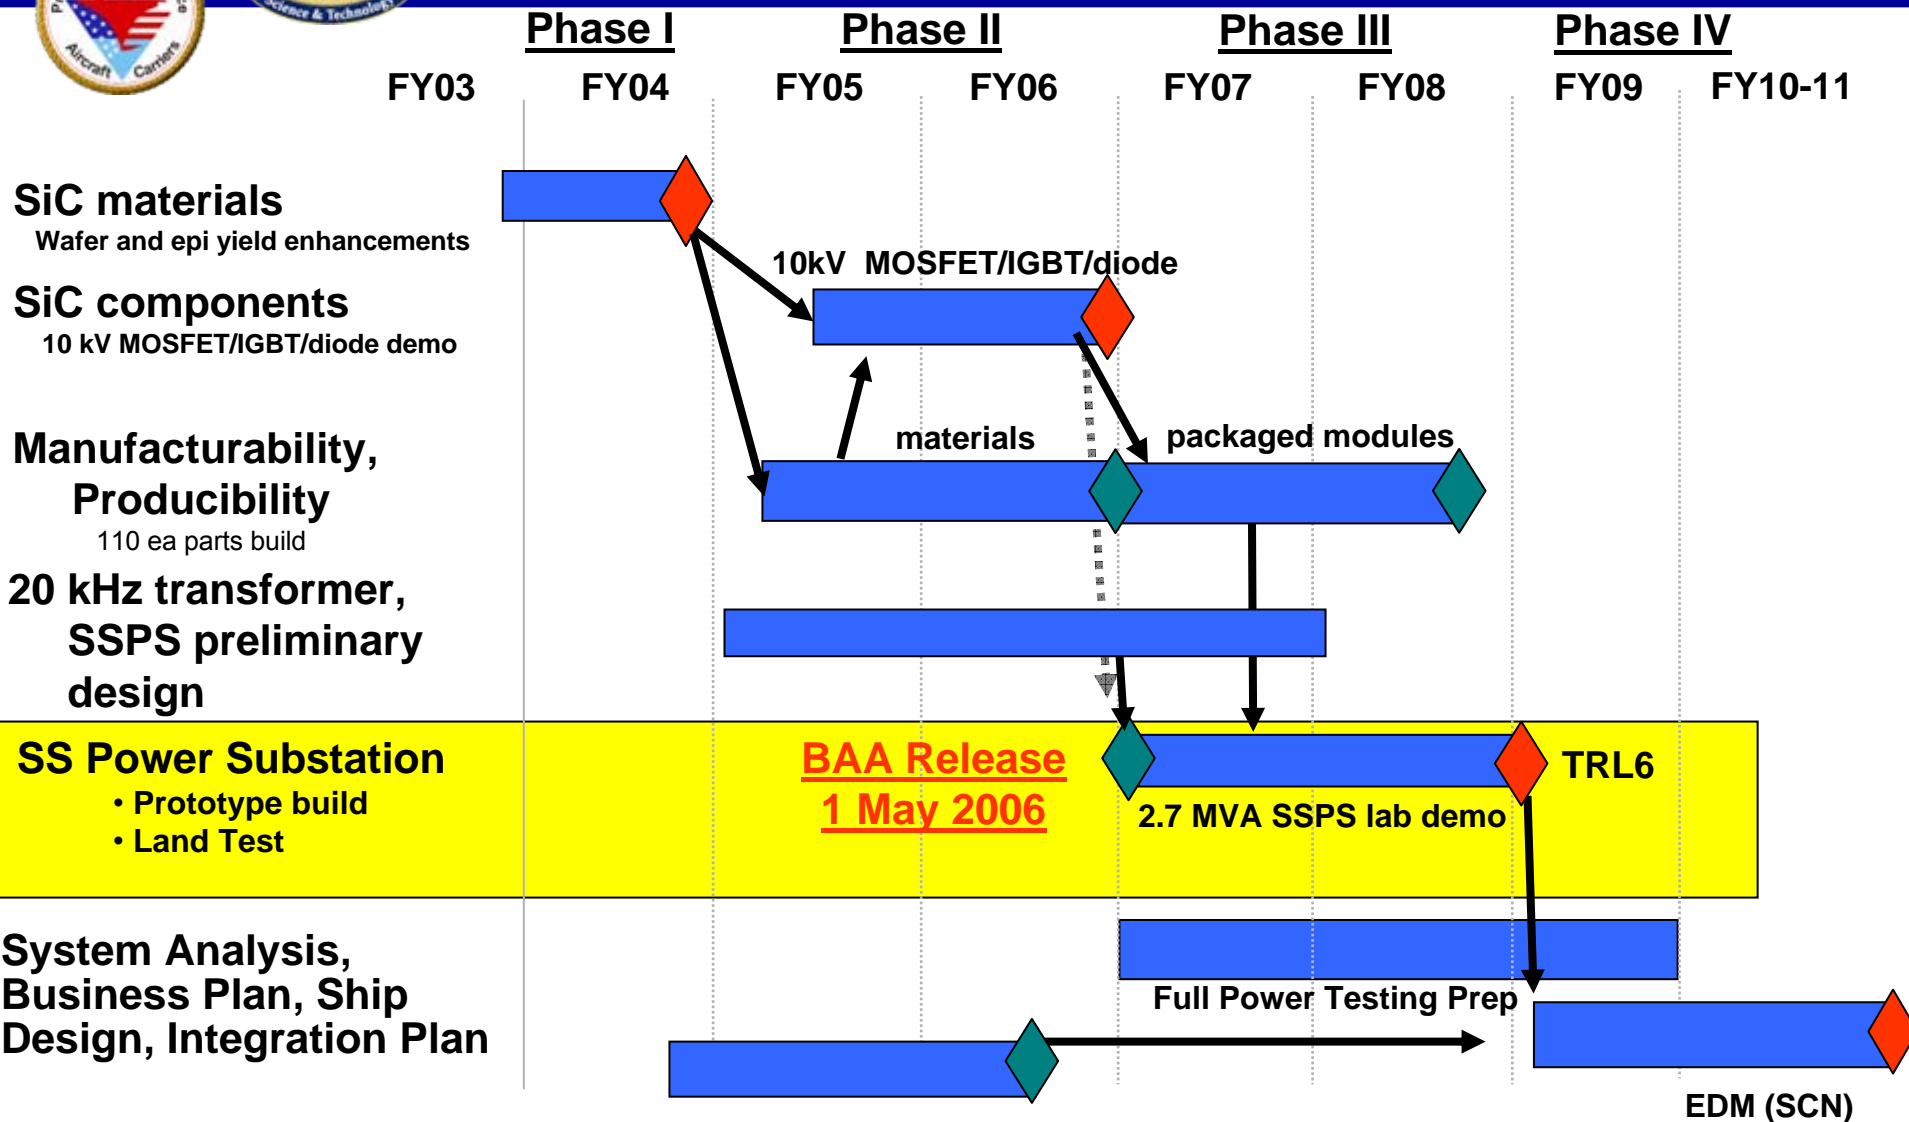 Science & Technology
Aircraft Carriers
Phase I
Phase II
Phase III
Phase IV
FY03
FY04
FY05
FY06
FY07
FY08
FY09
FY10-11
SiC materials
Wafer and epi yield enhancements
10kV MOSFET/IGBT/diode
SiC components
10 kV MOSFET/IGBT/diode demo
materials
packaged modules
Manufacturability,
Producibility
110 ea parts build
20 kHz transformer,
SSPS preliminary
design
SS Power Substation
• Prototype build
• Land Test
BAA Release
1 May 2006
TRL6
2.7 MVA SSPS lab demo
System Analysis,
Business Plan, Ship
Design, Integration Plan
Full Power Testing Prep
EDM (SCN)